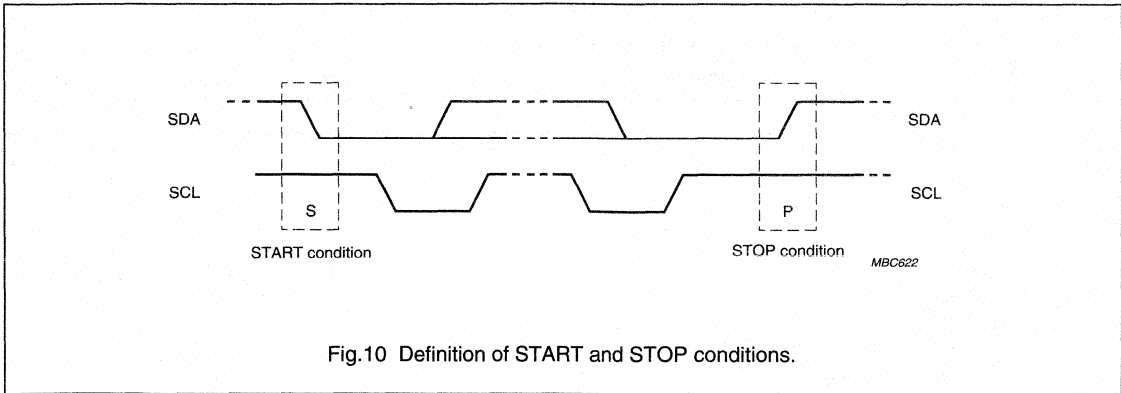 SDA
SDA
SCL
SCL
S
P
START condition
STOP condition
MBC622
Fig.10 Definition of START and STOP conditions.